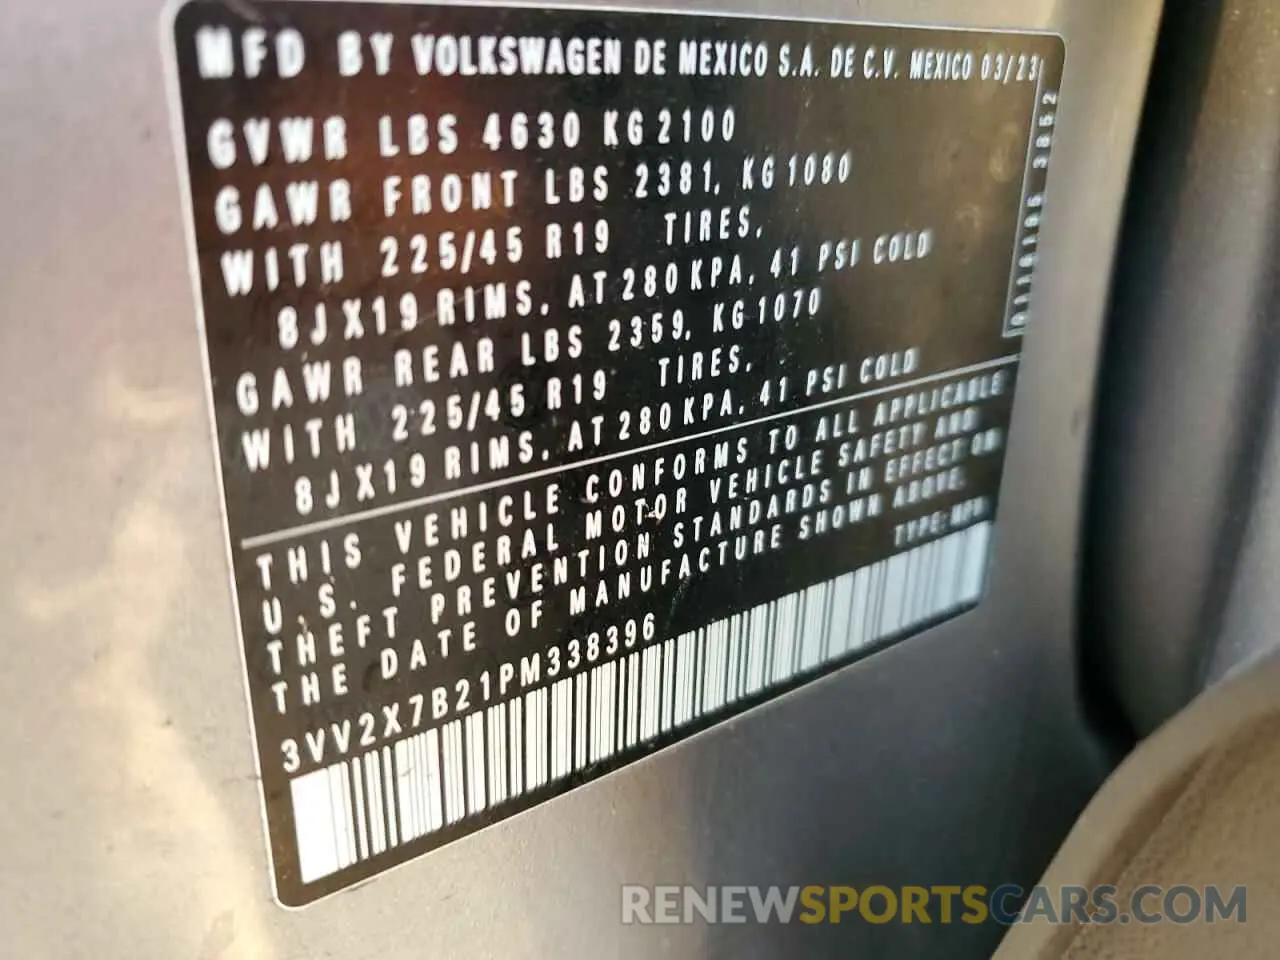 MFD BY VOLKSWAGEN DE MEXICO S.A. DE C.V. MEXICO 03/23
GVWR LBS 4630 KG 2100
GAWR FRONT LBS 2381, KG 1080
WITH 225/45 R19 TIRES,
8JX19 RIMS, AT 280 KPA, 41 PSI COLD
GAWR REAR LBS 2359, KG 1070
WITH 225/45 R19 TIRES,
8JX19 RIMS, AT 280 KPA, 41 PSI COLD
THIS VEHICLE CONFORMS TO ALL APPLICABLE
U.S. FEDERAL MOTOR VEHICLE SAFETY AND
THEFT PREVENTION STANDARDS IN EFFECT ON
THE DATE OF MANUFACTURE SHOWN ABOVE.
TYPE: MPV
3VV2X7B21PM338396
3852
RENEWSPORTSCARS.COM